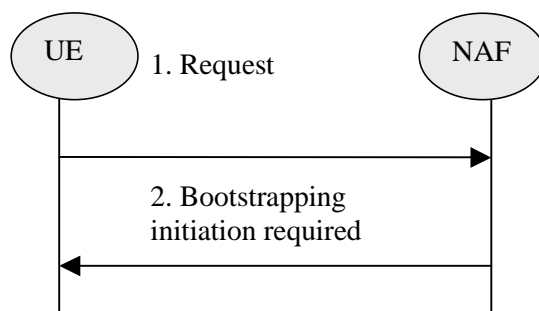 UE
NAF
1. Request
2. Bootstrapping
initiation required